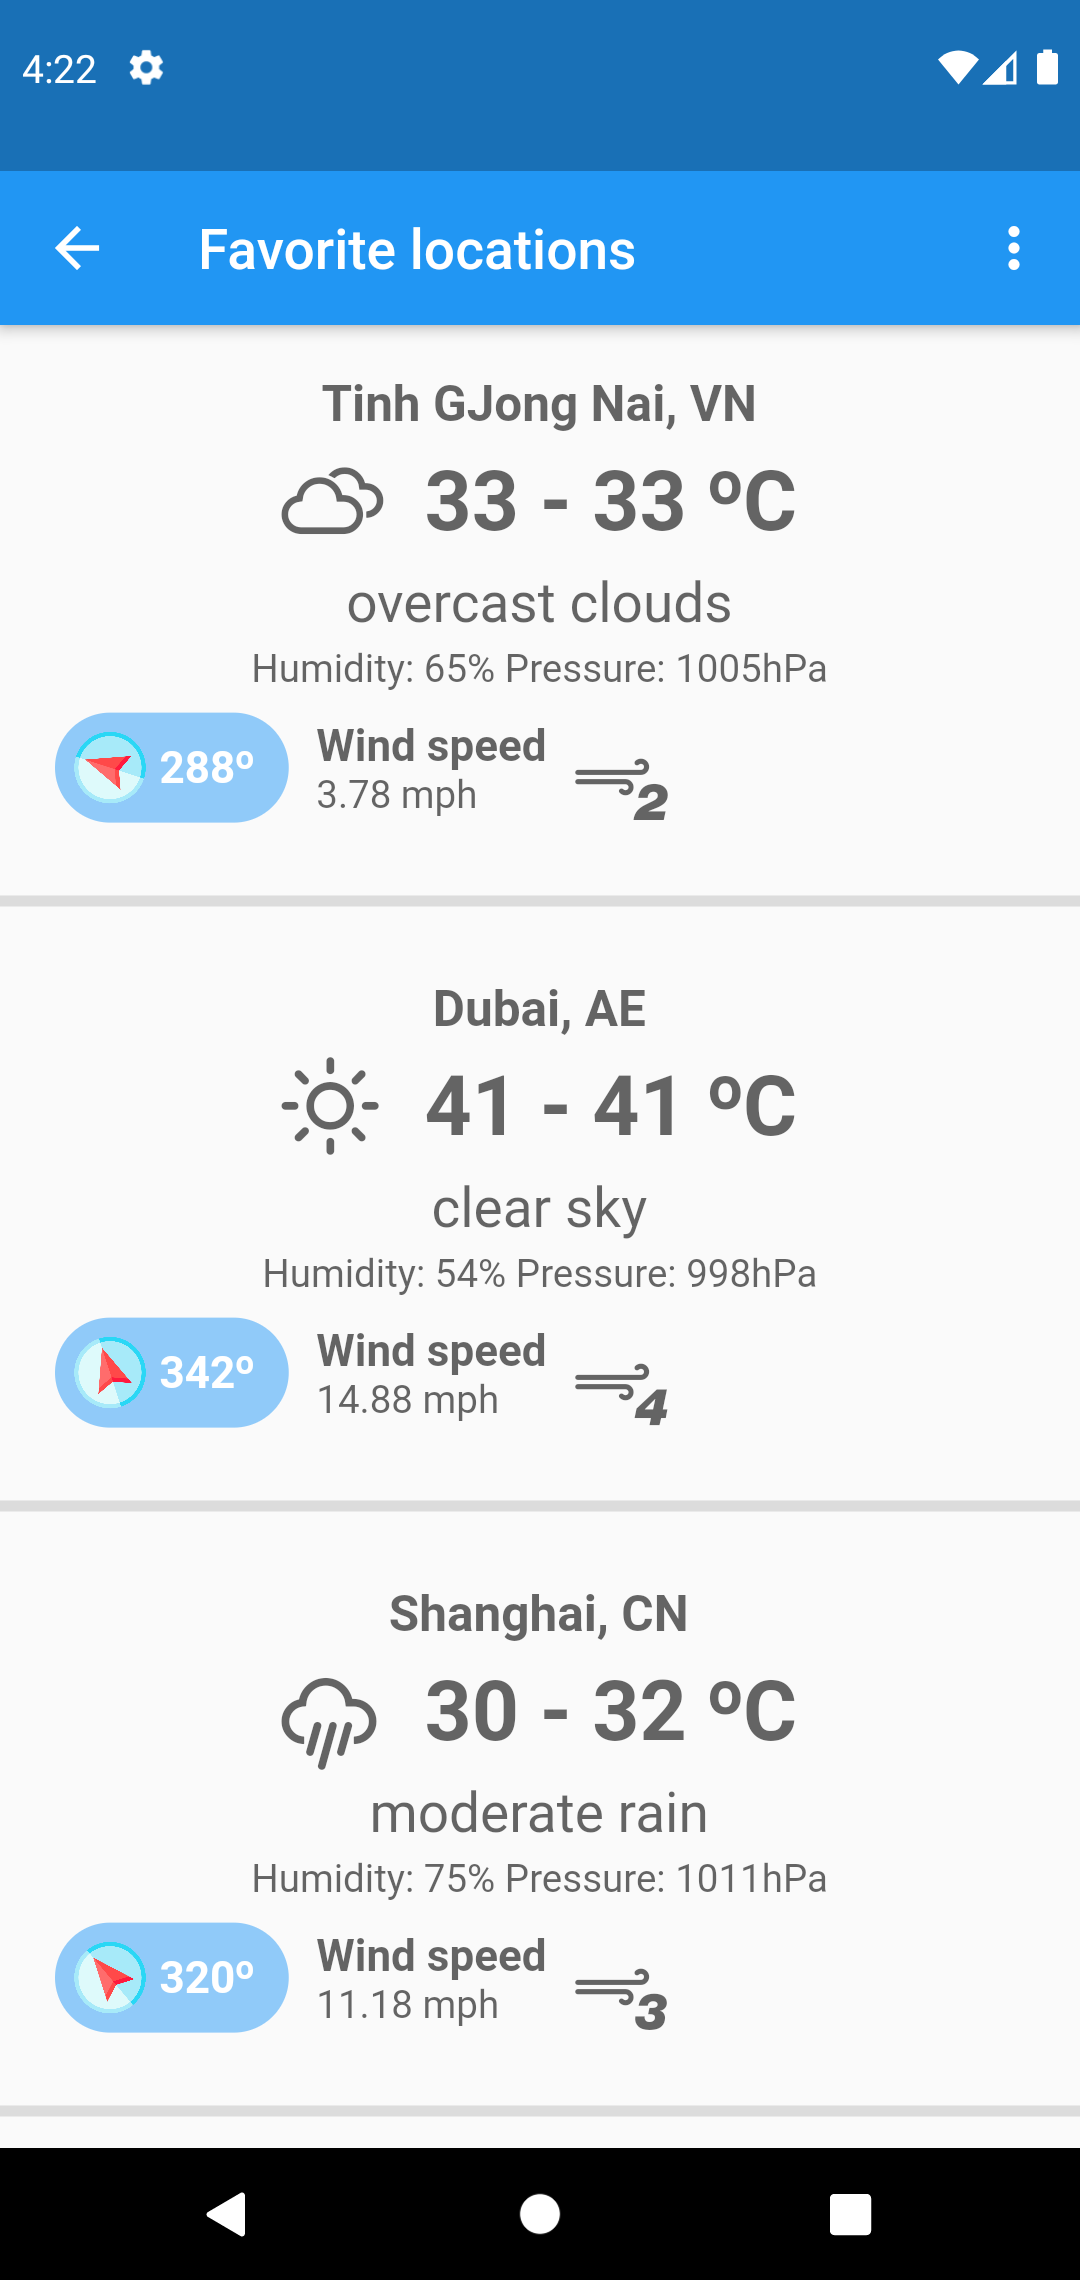 4:22
Favorite locations
Tinh GJong Nai, VN
33 - 33 ºC
overcast clouds
Humidity: 65% Pressure: 1005hPa
288º
Wind speed
3.78 mph
2
Dubai, AE
41 - 41 ºC
clear sky
Humidity: 54% Pressure: 998hPa
342º
Wind speed
14.88 mph
4
Shanghai, CN
30 - 32 ºC
moderate rain
Humidity: 75% Pressure: 1011hPa
320º
Wind speed
11.18 mph
3